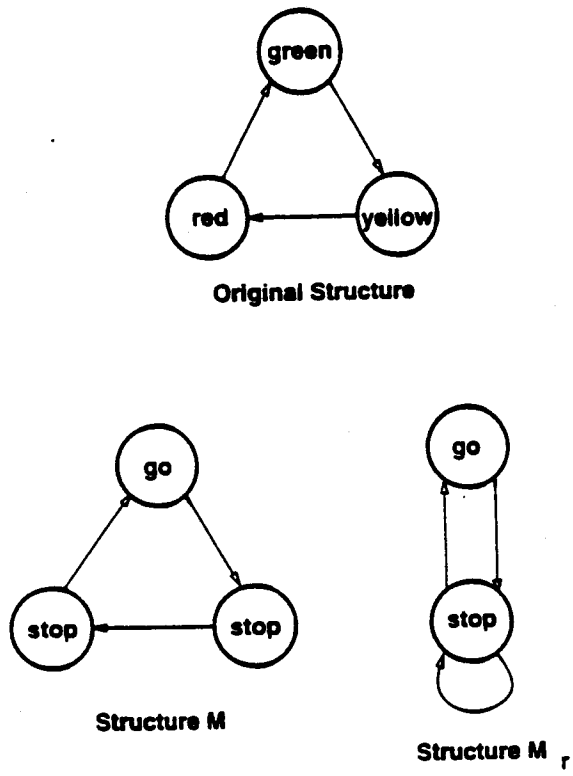 green
red
yellow
Original Structure
go
stop
stop
Structure M
go
stop
Structure M r